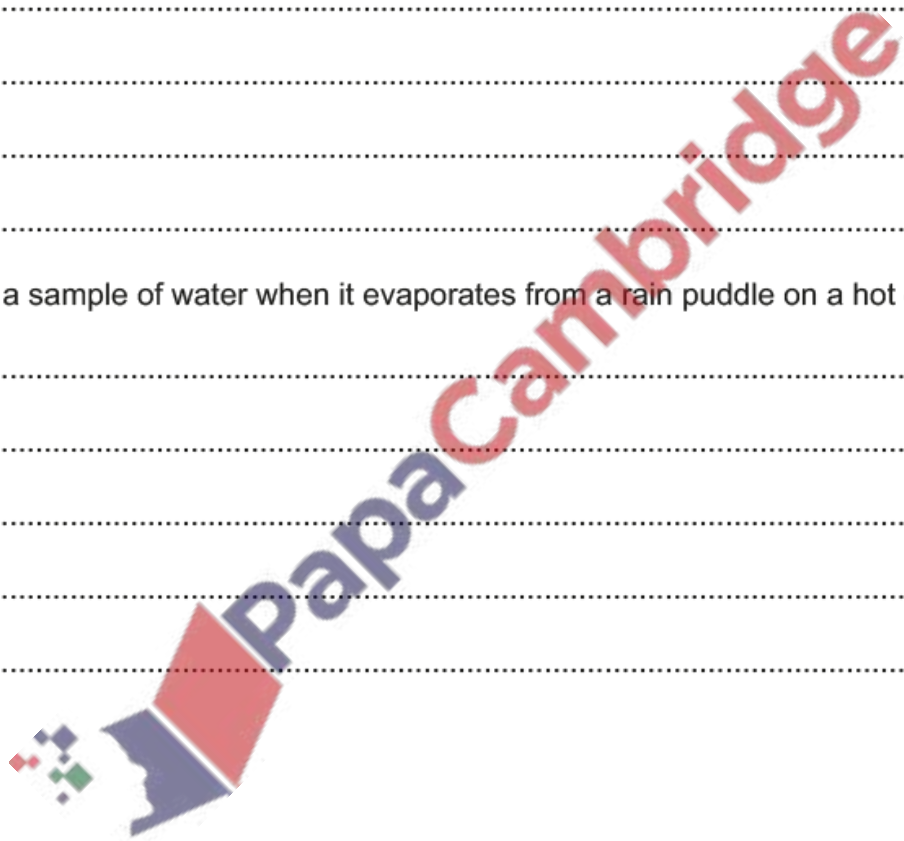 a sample of water when it evaporates from a rain puddle on a hot
PapaCambridge